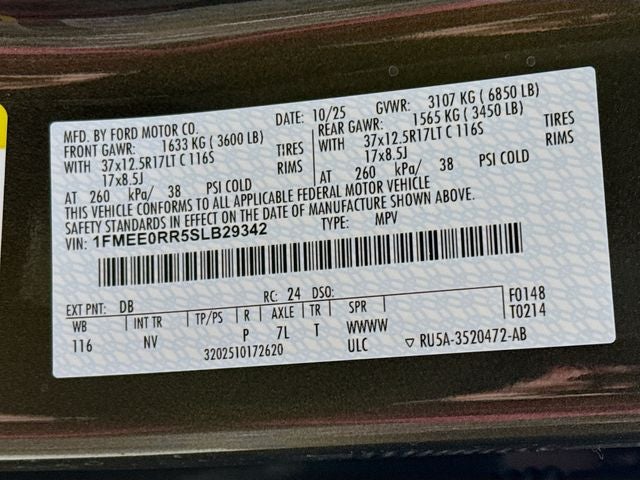 MFD. BY FORD MOTOR CO. DATE: 10/25 GVWR: 3107 KG ( 6850 LB)
FRONT GAWR: 1633 KG ( 3600 LB) REAR GAWR: 1565 KG ( 3450 LB)
WITH 37x12.5R17LT C 116S TIRES WITH 37x12.5R17LT C 116S TIRES
17x8.5J RIMS 17x8.5J RIMS
AT 260 kPa/ 38 PSI COLD AT 260 kPa/ 38 PSI COLD
THIS VEHICLE CONFORMS TO ALL APPLICABLE FEDERAL MOTOR VEHICLE
SAFETY STANDARDS IN EFFECT ON THE DATE OF MANUFACTURE SHOWN ABOVE.
VIN: 1FMEE0RR5SLB29342 TYPE: MPV
EXT PNT: DB RC: 24 DSO: F0148
WB INT TR TP/PS R AXLE TR SPR T0214
116 NV P 7L T WWWW
3202510172620 ULC ▽ RU5A-3520472-AB